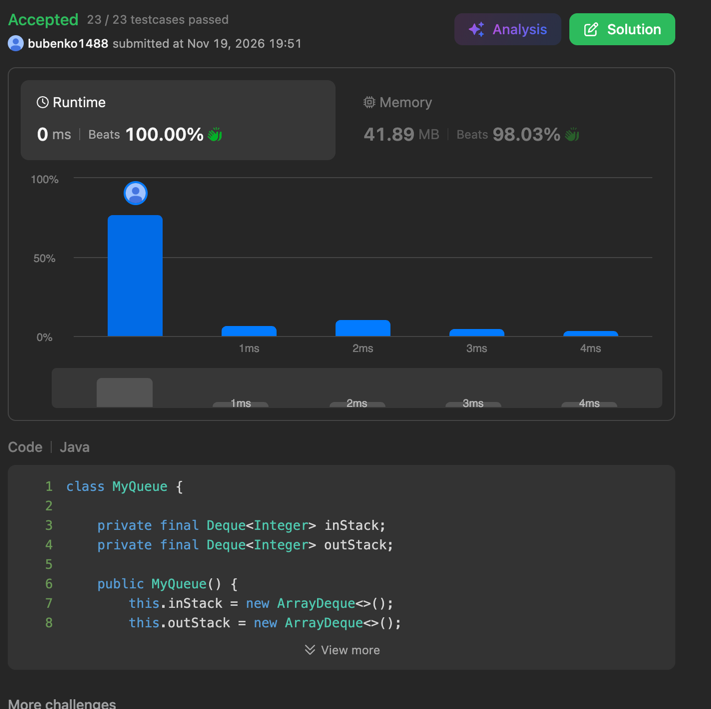 Accepted 23 / 23 testcases passed
bubenko1488 submitted at Nov 19, 2026 19:51
Analysis
Solution
Runtime
0 ms | Beats 100.00%
Memory
41.89 MB | Beats 98.03%
100%
50%
0%
1ms 2ms 3ms 4ms
1ms 2ms 3ms 4ms
Code | Java
1 class MyQueue {
2
3     private final Deque<Integer> inStack;
4     private final Deque<Integer> outStack;
5
6     public MyQueue() {
7         this.inStack = new ArrayDeque<>();
8         this.outStack = new ArrayDeque<>();
View more
More challenges